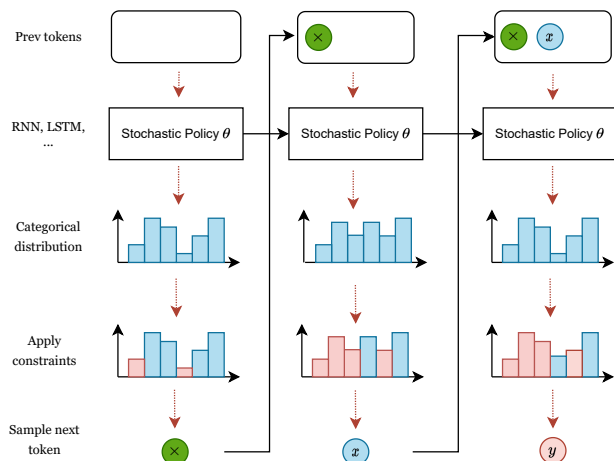 Prev tokens
×
× x
RNN, LSTM,
...
Stochastic Policy θ
Stochastic Policy θ
Stochastic Policy θ
Categorical
distribution
Apply
constraints
Sample next
token
×
x
y